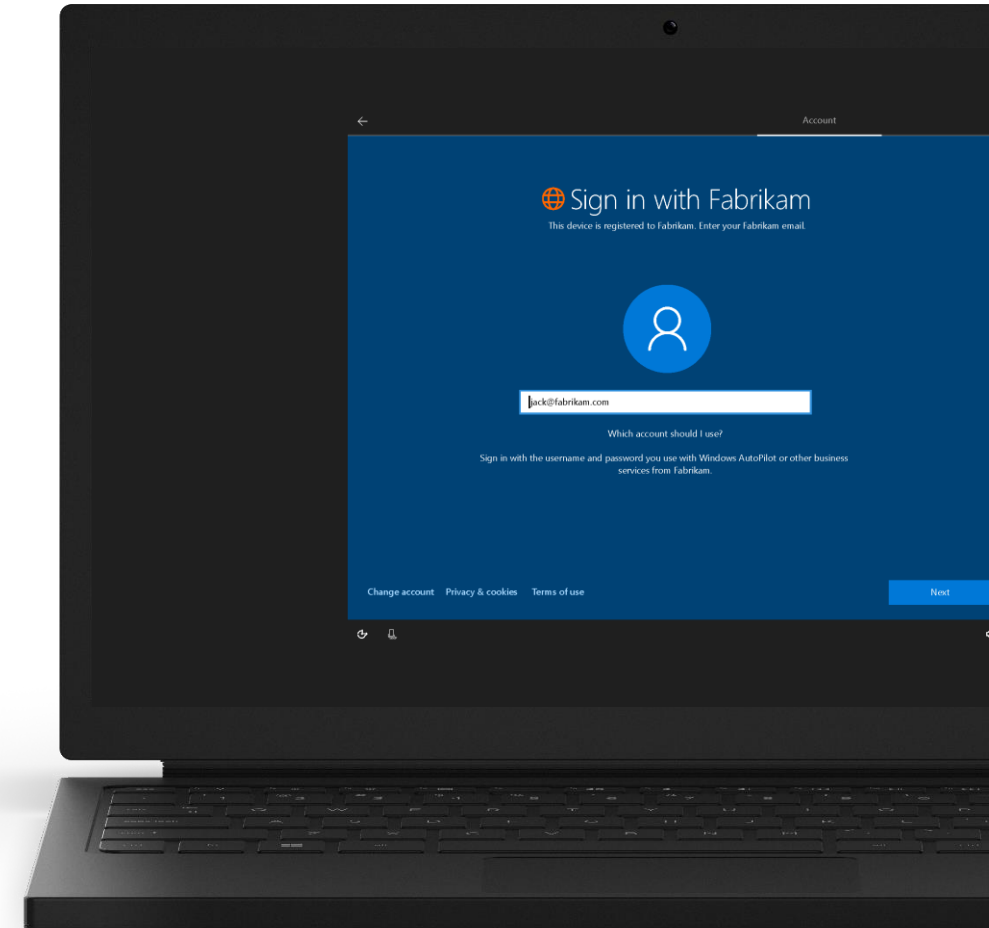 Account
Sign in with Fabrikam
This device is registered to Fabrikam. Enter your Fabrikam email.
jack@fabrikam.com
Which account should I use?
Sign in with the username and password you use with Windows AutoPilot or other business
services from Fabrikam.
Change account Privacy & cookies Terms of use Next